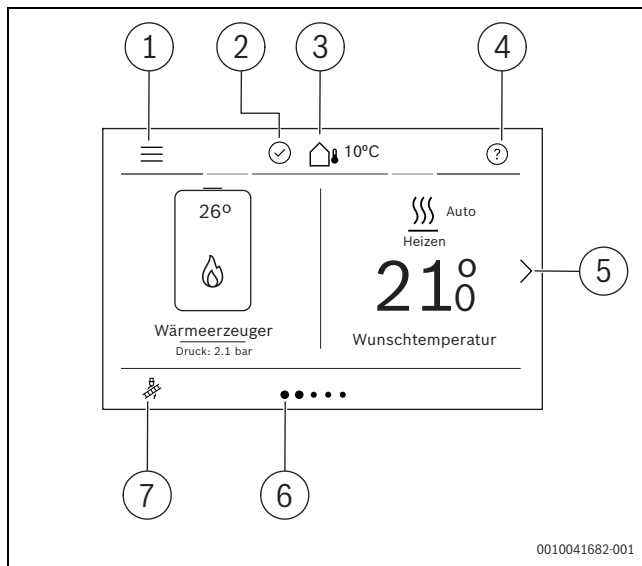 1 2 3 4
10°C
26°
Auto
Heizen
21°0
5
Wärmeerzeuger
Druck: 2.1 bar
Wunschtemperatur
7 6
0010041682-001